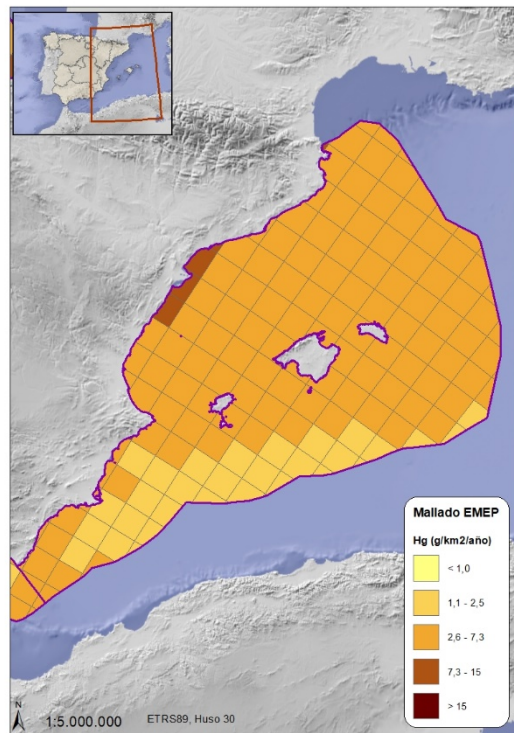 Mallado EMEP
Hg (g/km2/año)
< 1,0
1,1 - 2,5
2,6 - 7,3
7,3 - 15
> 15
N
1:5.000.000
ETRS89, Huso 30